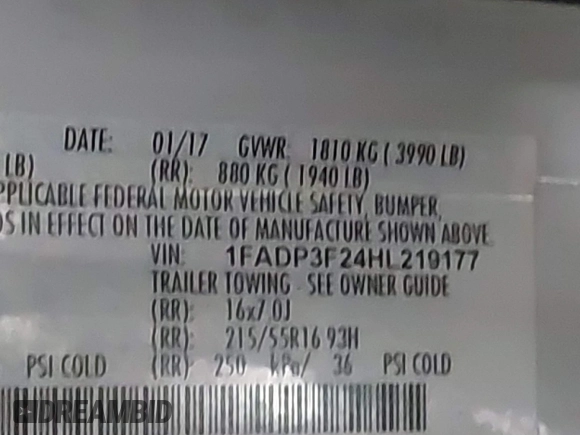 DATE: 01/17 GVWR: 1810 KG ( 3990 LB)
LB) (RR): 880 KG ( 1940 LB)
PPLICABLE FEDERAL MOTOR VEHICLE SAFETY, BUMPER,
DS IN EFFECT ON THE DATE OF MANUFACTURE SHOWN ABOVE.
VIN: 1FADP3F24HL219177
TRAILER TOWING - SEE OWNER GUIDE
(RR): 16x7.0J
(RR): 215/55R16 93H
PSI COLD (RR): 250 kPa/ 36 PSI COLD
DREAMBID